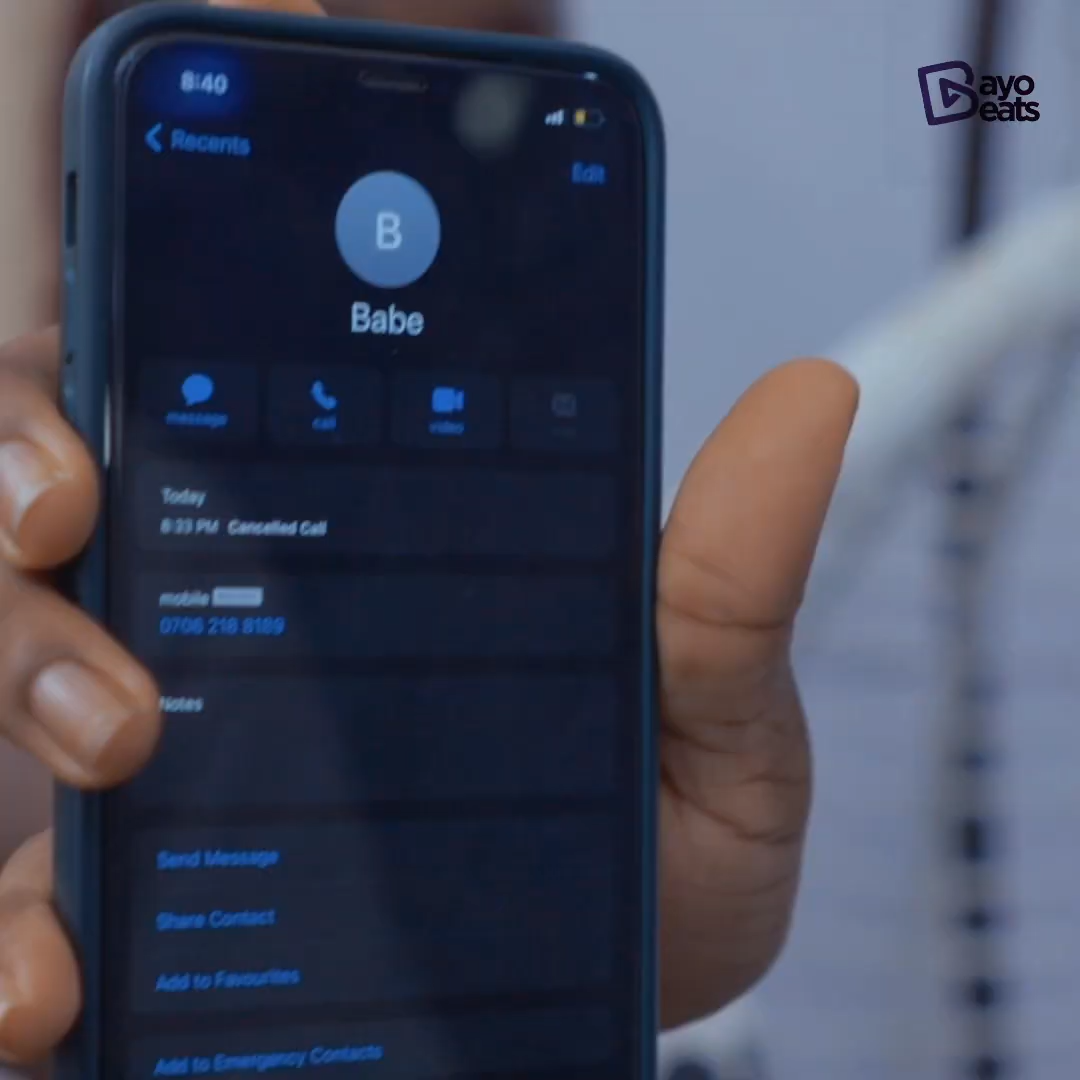 8:40
Bayo
Beats
Recents
Edit
B
Babe
message
call
video
Today
8:33 PM Cancelled Call
mobile
0706 218 8189
Notes
Send Message
Share Contact
Add to Favourites
Add to Emergency Contacts